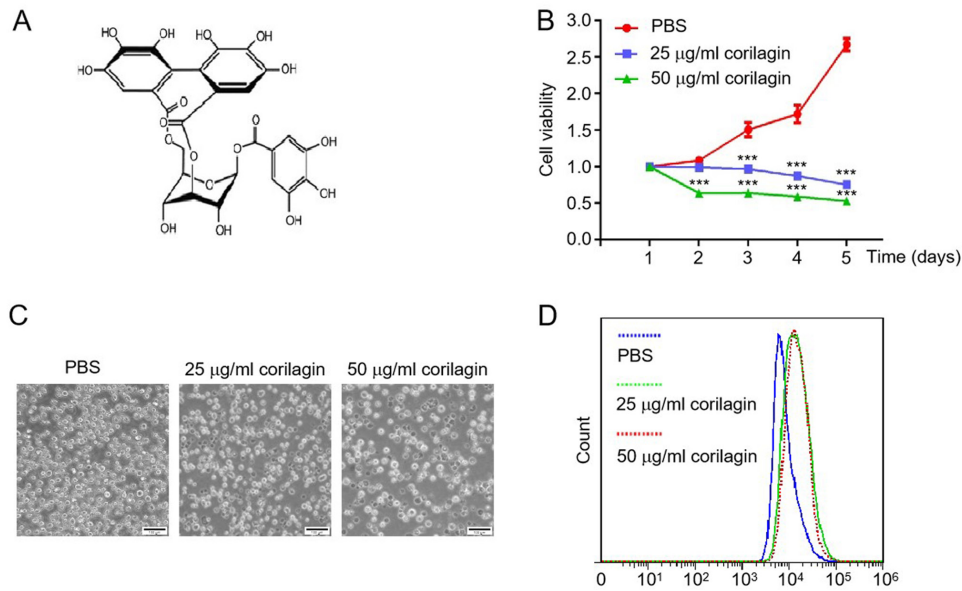 A
HO
OH
HO
OH
HO
OH
O
O
O
O
O
O
O
OH
OH
OH
OH
OH
B
Cell viability
3.0
2.5
2.0
1.5
1.0
0.5
0.0
PBS
25 μg/ml corilagin
50 μg/ml corilagin
*** *** ***
*** *** *** ***
1 2 3 4 5 Time (days)
C
PBS
25 μg/ml corilagin
50 μg/ml corilagin
D
Count
PBS
25 μg/ml corilagin
50 μg/ml corilagin
0 10¹ 10² 10³ 10⁴ 10⁵ 10⁶